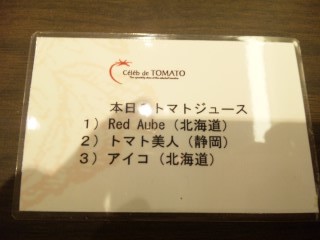 Céléb de TOMATO
本日のトマトジュース
1）Red Aube（北海道）
2）トマト美人（静岡）
3）アイコ（北海道）